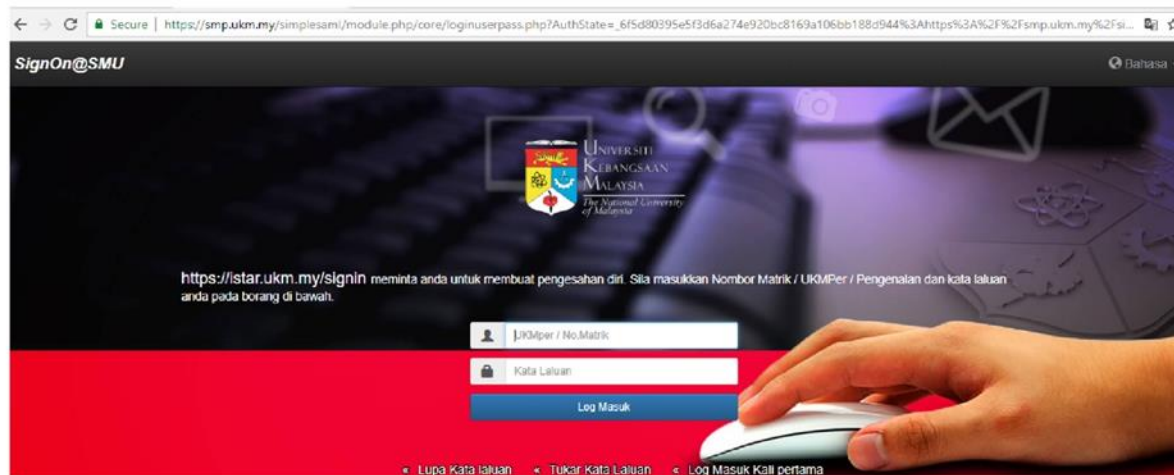 Secure | https://smp.ukm.my/simplesaml/module.php/core/loginuserpass.php?AuthState=_6f5d80395e5f3d6a274e920bc8169a106bb188d944%3Ahttps%3A%2F%2Fsmp.ukm.my%2Fsi...
SignOn@SMU
Bahasa
UNIVERSITI
KEBANGSAAN
MALAYSIA
The National University
of Malaysia
https://istar.ukm.my/signin meminta anda untuk membuat pengesahan diri. Sila masukkan Nombor Matrik / UKMPer / Pengenalan dan kata laluan
anda pada borang di bawah.
UKMper / No.Matrik
Kata Laluan
Log Masuk
« Lupa Kata laluan « Tukar Kata Laluan « Log Masuk Kali pertama